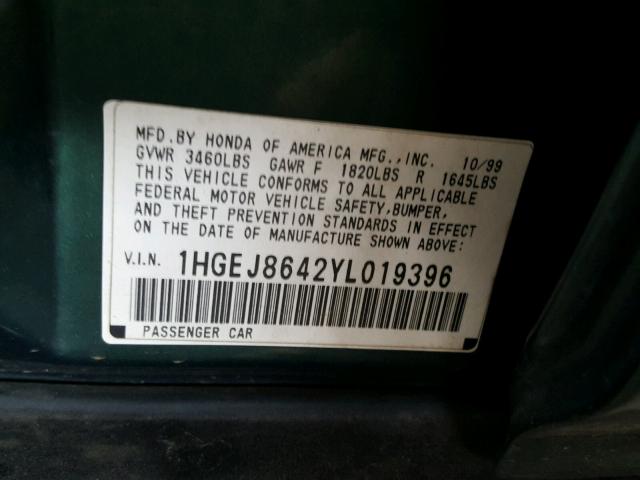 MFD.BY HONDA OF AMERICA MFG.,INC. 10/99
GVWR 3460LBS GAWR F 1820LBS R 1645LBS
THIS VEHICLE CONFORMS TO ALL APPLICABLE
FEDERAL MOTOR VEHICLE SAFETY,BUMPER,
AND THEFT PREVENTION STANDARDS IN EFFECT
ON THE DATE OF MANUFACTURE SHOWN ABOVE:
V.I.N. 1HGEJ8642YL019396
PASSENGER CAR